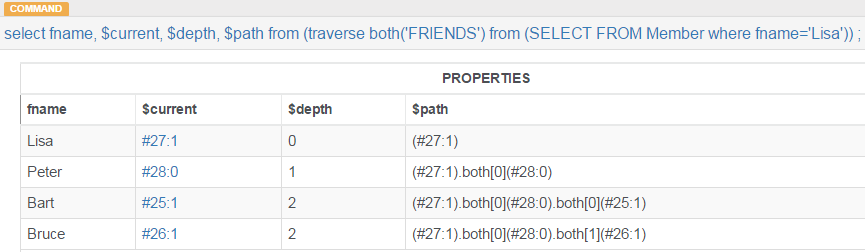 COMMAND
select fname, $current, $depth, $path from (traverse both('FRIENDS') from (SELECT FROM Member where fname='Lisa')) ;
PROPERTIES
fname $current $depth $path
Lisa #27:1 0 (#27:1)
Peter #28:0 1 (#27:1).both[0](#28:0)
Bart #25:1 2 (#27:1).both[0](#28:0).both[0](#25:1)
Bruce #26:1 2 (#27:1).both[0](#28:0).both[1](#26:1)